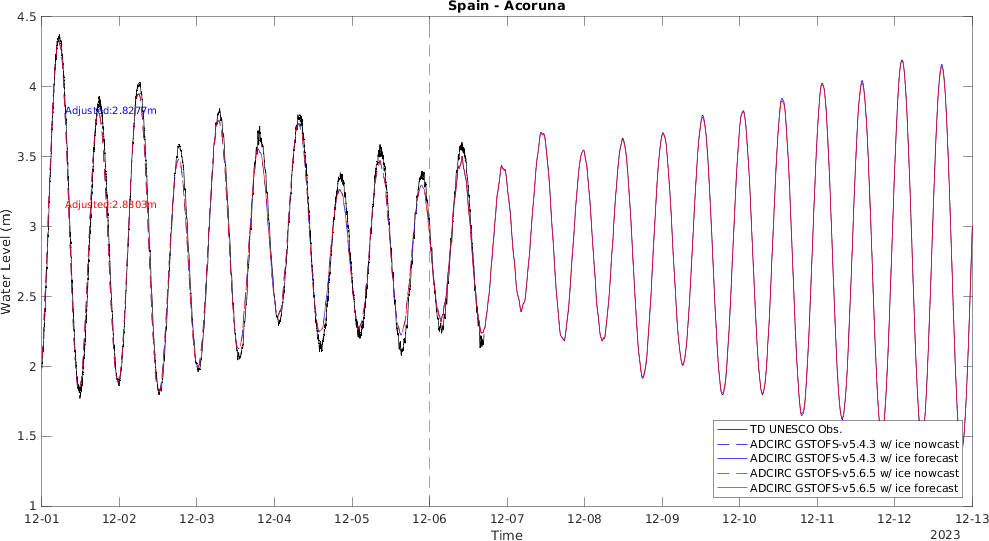 Spain - Acoruna
4.5
4
3.5
3
2.5
2
1.5
1
Water Level (m)
Adjusted:2.8277m
Adjusted:2.8303m
TD UNESCO Obs.
ADCIRC GSTOFS-v5.4.3 w/ ice nowcast
ADCIRC GSTOFS-v5.4.3 w/ ice forecast
ADCIRC GSTOFS-v5.6.5 w/ ice nowcast
ADCIRC GSTOFS-v5.6.5 w/ ice forecast
12-01 12-02 12-03 12-04 12-05 12-06 12-07 12-08 12-09 12-10 12-11 12-12 12-13
Time
2023